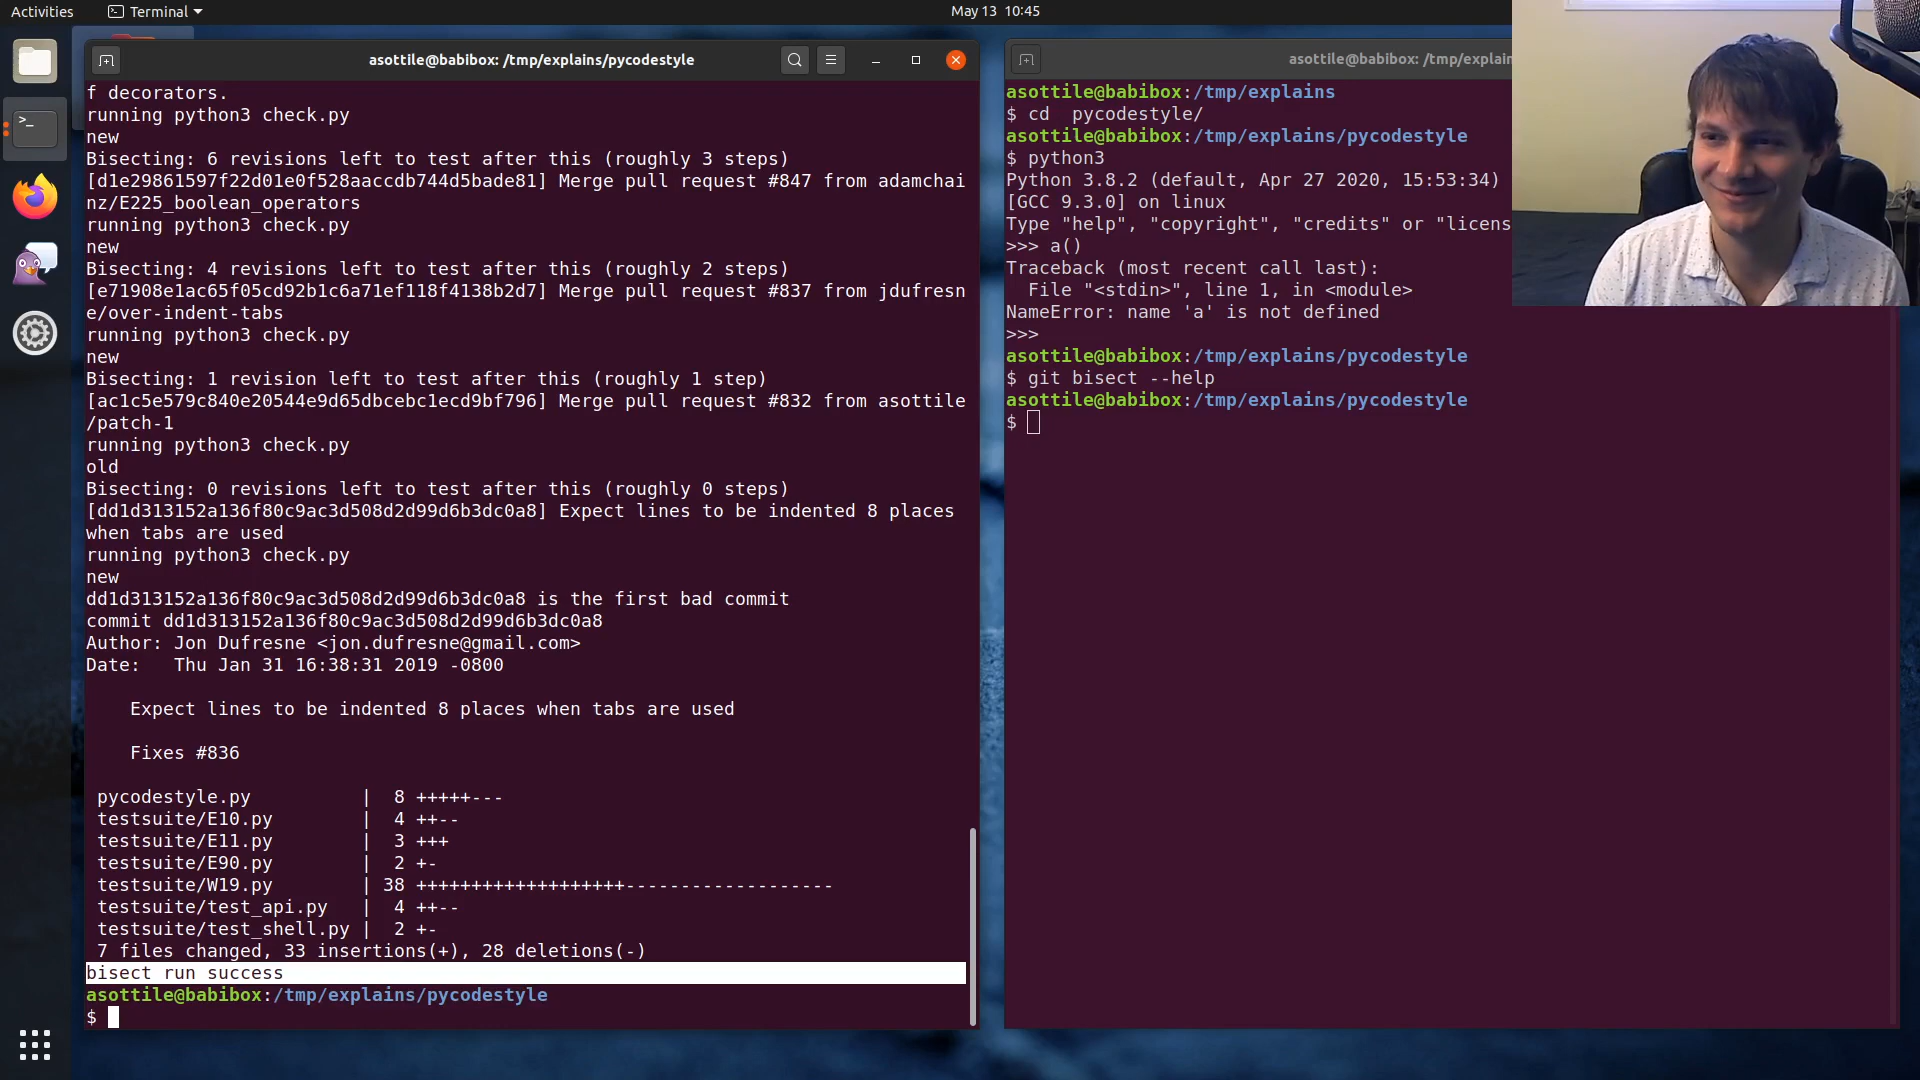 Activities
Terminal
May 13 10:45
asottile@babibox: /tmp/explains/pycodestyle
f decorators.
running python3 check.py
new
Bisecting: 6 revisions left to test after this (roughly 3 steps)
[d1e29861597f22d01e0f528aaccdb744d5bade81] Merge pull request #847 from adamchai
nz/E225_boolean_operators
running python3 check.py
new
Bisecting: 4 revisions left to test after this (roughly 2 steps)
[e71908e1ac65f05cd92b1c6a71ef118f4138b2d7] Merge pull request #837 from jdufresn
e/over-indent-tabs
running python3 check.py
new
Bisecting: 1 revision left to test after this (roughly 1 step)
[ac1c5e579c840e20544e9d65dbcebc1ecd9bf796] Merge pull request #832 from asottile
/patch-1
running python3 check.py
old
Bisecting: 0 revisions left to test after this (roughly 0 steps)
[dd1d313152a136f80c9ac3d508d2d99d6b3dc0a8] Expect lines to be indented 8 places
when tabs are used
running python3 check.py
new
dd1d313152a136f80c9ac3d508d2d99d6b3dc0a8 is the first bad commit
commit dd1d313152a136f80c9ac3d508d2d99d6b3dc0a8
Author: Jon Dufresne <jon.dufresne@gmail.com>
Date:   Thu Jan 31 16:38:31 2019 -0800
Expect lines to be indented 8 places when tabs are used
Fixes #836
pycodestyle.py          |  8 +++++---
testsuite/E10.py        |  4 ++--
testsuite/E11.py        |  3 +++
testsuite/E90.py        |  2 +-
testsuite/W19.py        | 38 +++++++++++++++++++-------------------
testsuite/test_api.py   |  4 ++--
testsuite/test_shell.py |  2 +-
7 files changed, 33 insertions(+), 28 deletions(-)
bisect run success
asottile@babibox:/tmp/explains/pycodestyle
$
asottile@babibox: /tmp/explain
asottile@babibox:/tmp/explains
$ cd  pycodestyle/
asottile@babibox:/tmp/explains/pycodestyle
$ python3
Python 3.8.2 (default, Apr 27 2020, 15:53:34)
[GCC 9.3.0] on linux
Type "help", "copyright", "credits" or "licens
>>> a()
Traceback (most recent call last):
  File "<stdin>", line 1, in <module>
NameError: name 'a' is not defined
>>>
asottile@babibox:/tmp/explains/pycodestyle
$ git bisect --help
asottile@babibox:/tmp/explains/pycodestyle
$